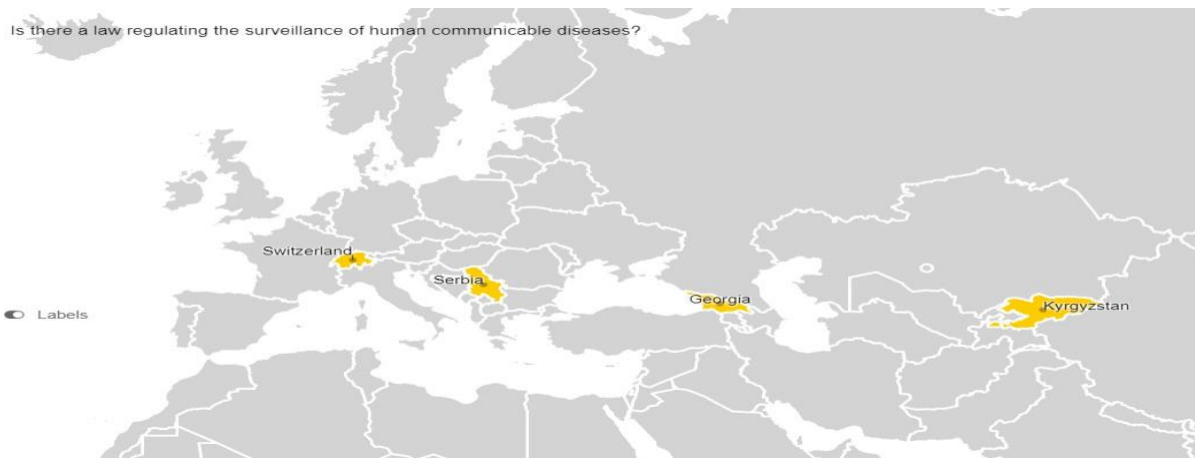 Is there a law regulating the surveillance of human communicable diseases?
Switzerland
Serbia
Georgia
Kyrgyzstan
Labels